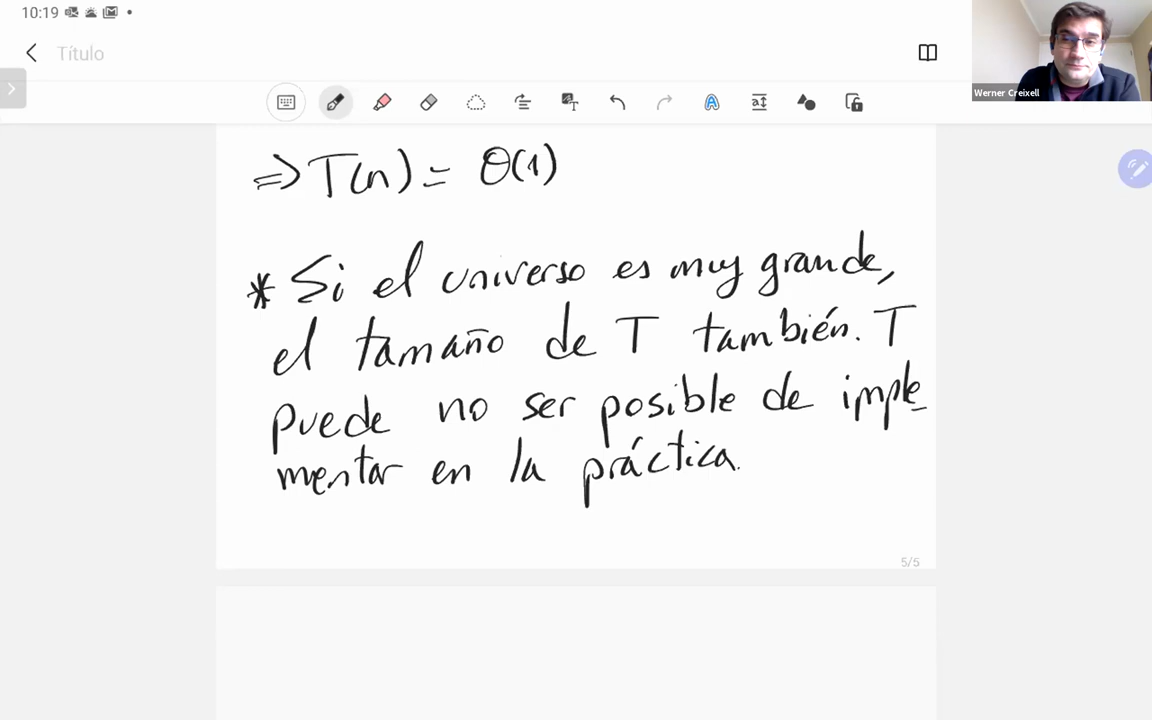 10:19
Título
Werner Creixell
=> T(n) = Θ(1)
* Si el universo es muy grande,
el tamaño de T también. T
puede no ser posible de imple-
mentar en la práctica.
5/5